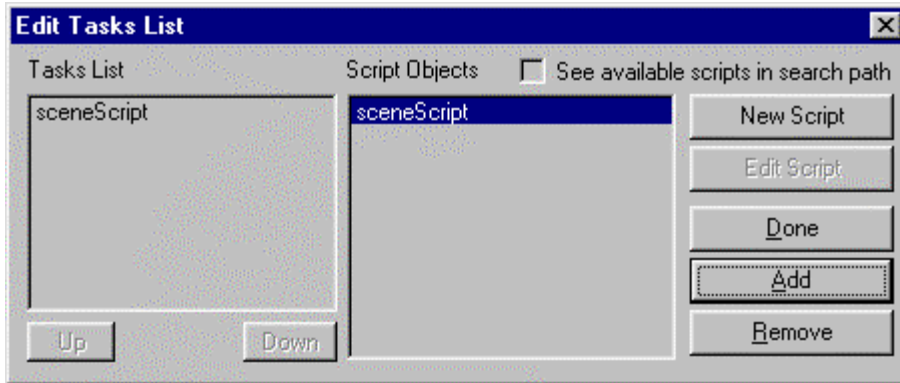 Edit Tasks List
Tasks List
Script Objects
See available scripts in search path
sceneScript
sceneScript
New Script
Edit Script
Done
Add
Remove
Up
Down